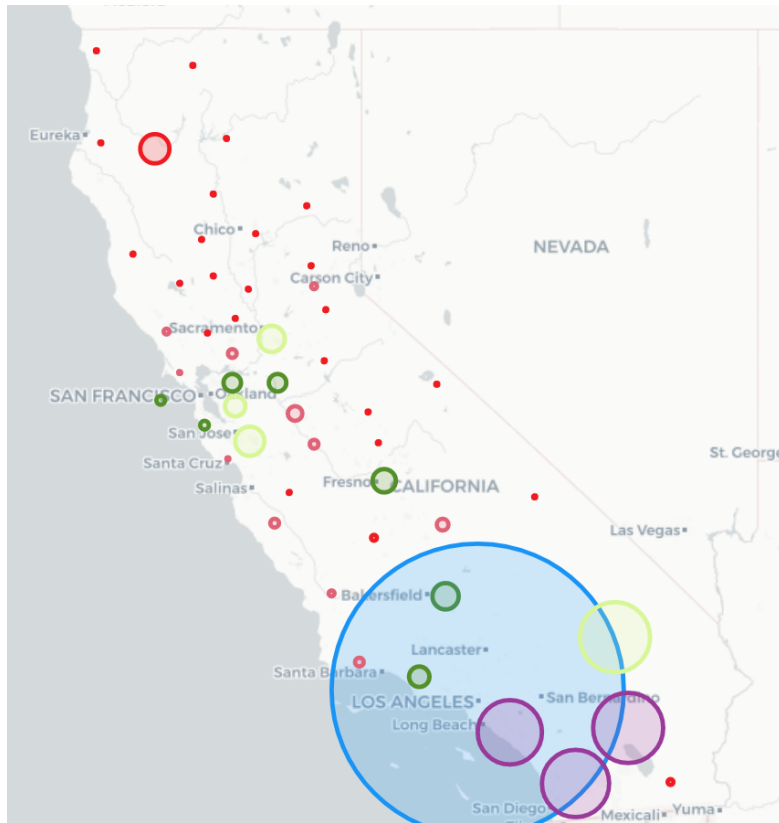 Eureka
Chico
Reno
NEVADA
Carson City
Sacramento
SAN FRANCISCO
Oakland
San Jose
Santa Cruz
St. George
Salinas
Fresno
CALIFORNIA
Las Vegas
Bakersfield
Lancaster
Santa Barbara
LOS ANGELES
San Bernardino
Long Beach
San Diego
Mexicali
Yuma